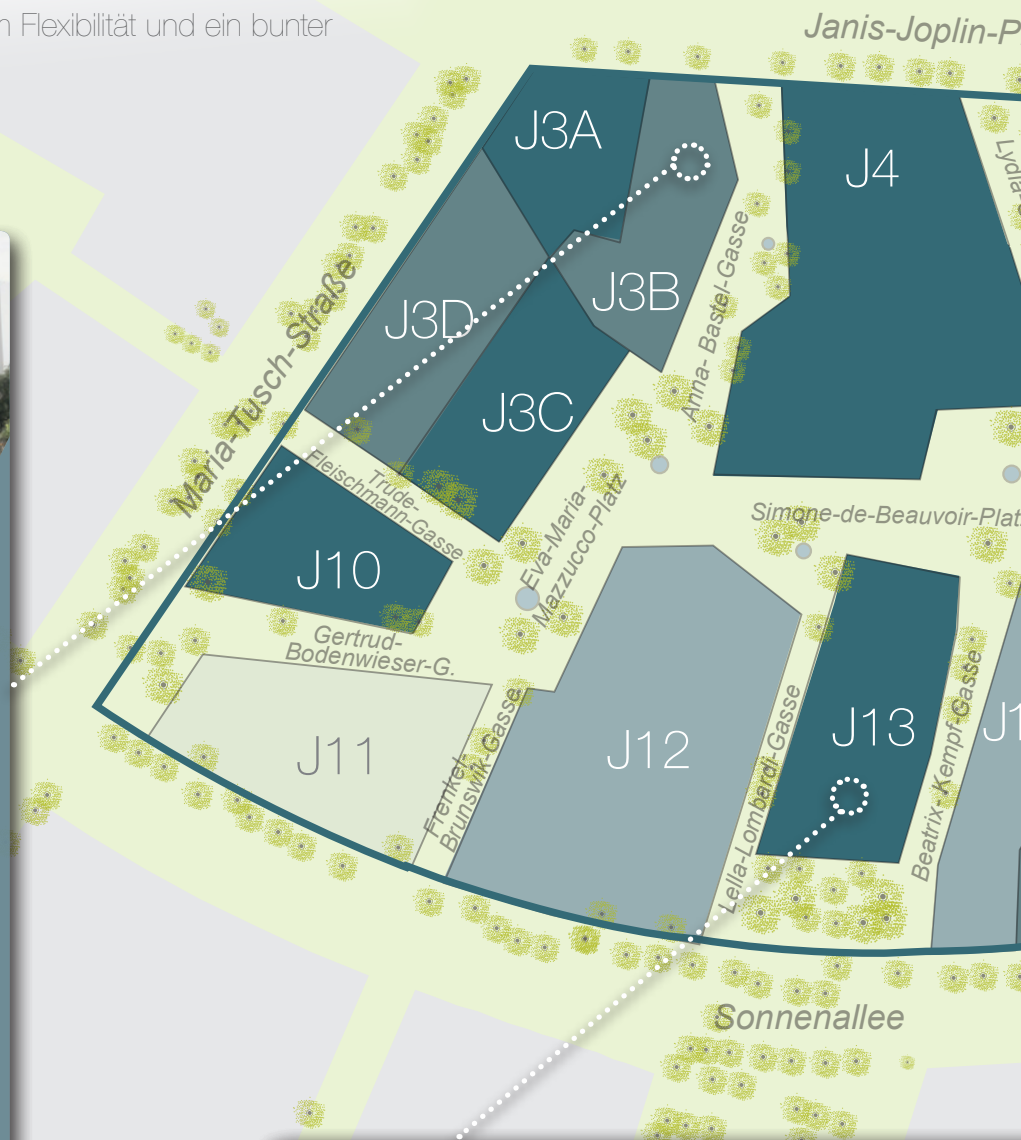 n Flexibilität und ein bunter
Janis-Joplin-P
J3A
J4
J3B
J3D
Anna- Bastel-Gasse
Maria-Tusch-Straße
J3C
Trude-
Fleischmann-Gasse
Eva-Maria-
Mazzucco-Platz
Simone-de-Beauvoir-Platz
J10
Gertrud-
Bodenwieser-G.
J11
Frenkel-
Brunswik-Gasse
J12
Lella-Lombardi-Gasse
J13
Beatrix-Kempf-Gasse
J1
Sonnenallee